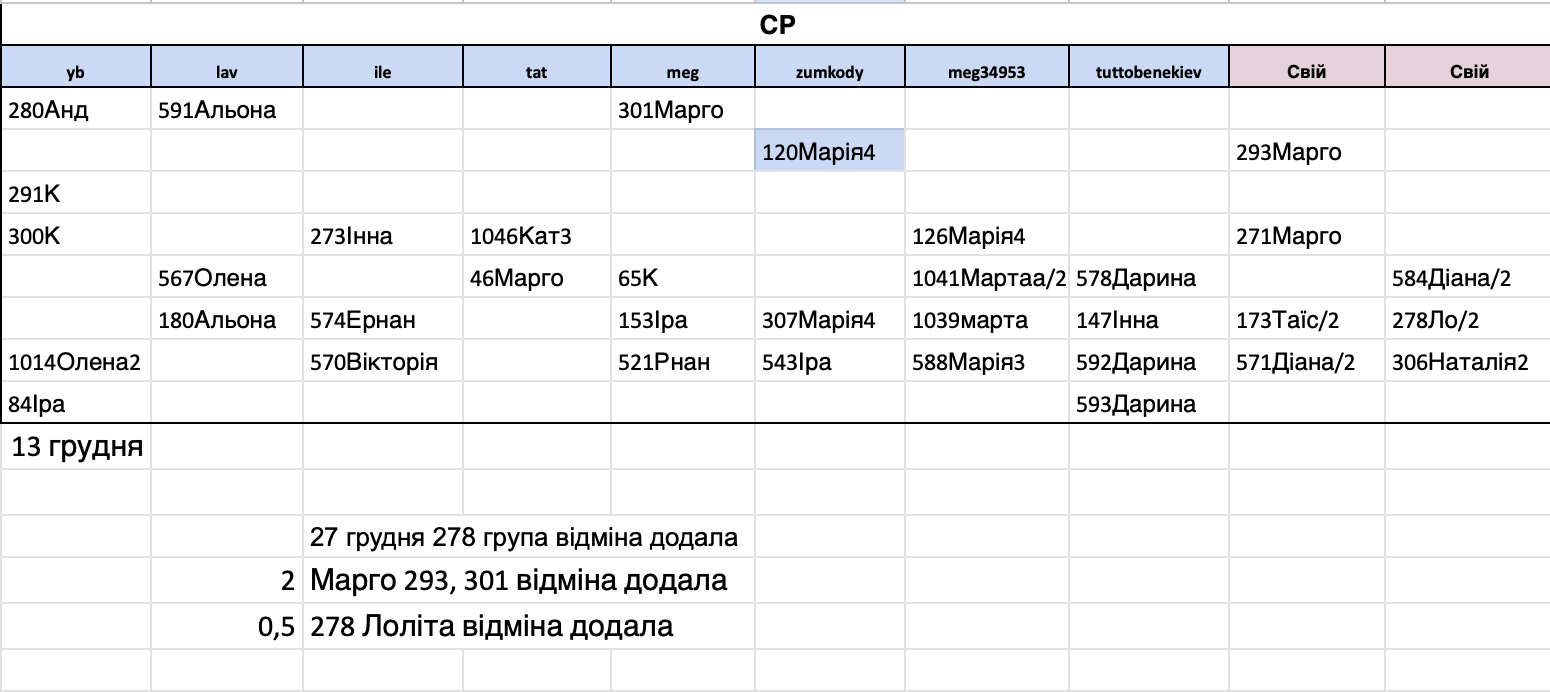 СР
yb lav ile tat meg zumkody meg34953 tuttobenekiev Свій Свій
280Анд 591Альона 301Марго
120Марія4 293Марго
291К
300К 273Інна 1046Кат3 126Марія4 271Марго
567Олена 46Марго 65К 1041Мартаа/2 578Дарина 584Діана/2
180Альона 574Ернан 153Іра 307Марія4 1039марта 147Інна 173Таїс/2 278Ло/2
1014Олена2 570Вікторія 521Рнан 543Іра 588Марія3 592Дарина 571Діана/2 306Наталія2
84Іра 593Дарина
13 грудня
27 грудня 278 група відміна додала
2 Марго 293, 301 відміна додала
0,5 278 Лоліта відміна додала